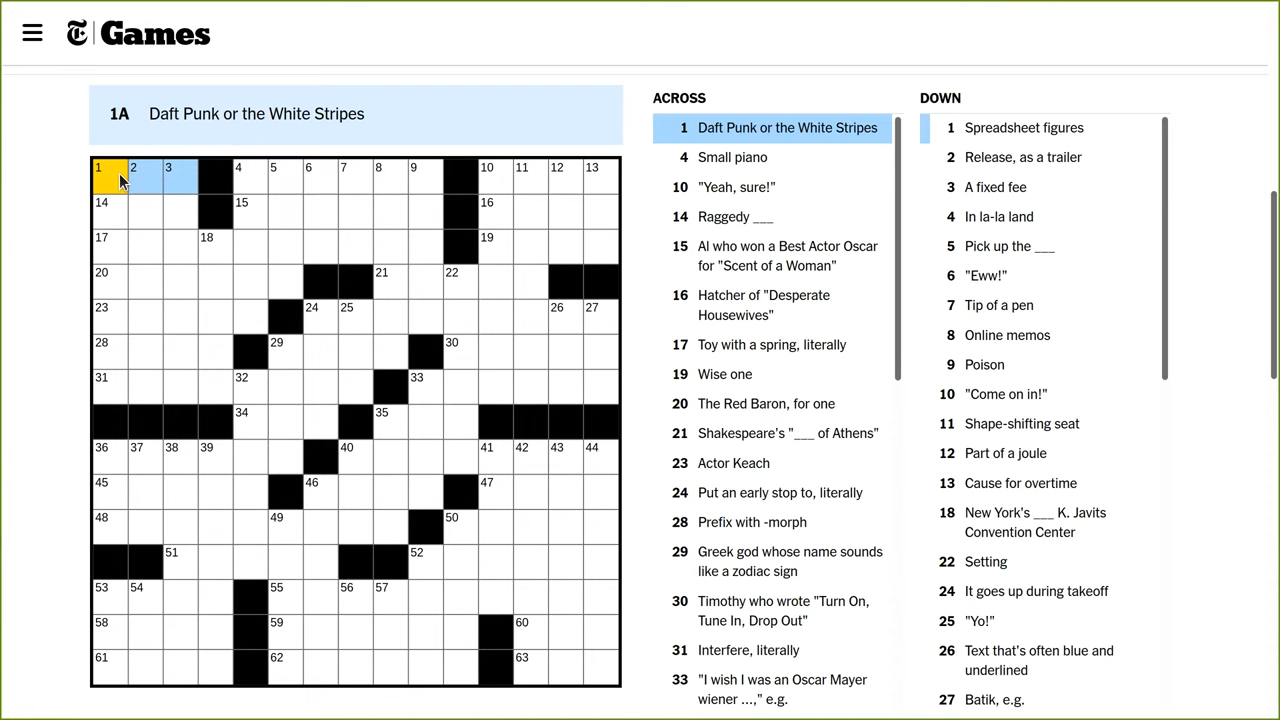 Games
1A Daft Punk or the White Stripes
1 2 3 4 5 6 7 8 9 10 11 12 13
14 15 16
17 18 19
20 21 22
23 24 25 26 27
28 29 30
31 32 33
34 35
36 37 38 39 40 41 42 43 44
45 46 47
48 49 50
51 52
53 54 55 56 57
58 59 60
61 62 63
ACROSS
1 Daft Punk or the White Stripes
4 Small piano
10 "Yeah, sure!"
14 Raggedy ___
15 Al who won a Best Actor Oscar
for "Scent of a Woman"
16 Hatcher of "Desperate
Housewives"
17 Toy with a spring, literally
19 Wise one
20 The Red Baron, for one
21 Shakespeare's "___ of Athens"
23 Actor Keach
24 Put an early stop to, literally
28 Prefix with -morph
29 Greek god whose name sounds
like a zodiac sign
30 Timothy who wrote "Turn On,
Tune In, Drop Out"
31 Interfere, literally
33 "I wish I was an Oscar Mayer
wiener ...," e.g.
DOWN
1 Spreadsheet figures
2 Release, as a trailer
3 A fixed fee
4 In la-la land
5 Pick up the ___
6 "Eww!"
7 Tip of a pen
8 Online memos
9 Poison
10 "Come on in!"
11 Shape-shifting seat
12 Part of a joule
13 Cause for overtime
18 New York's ___ K. Javits
Convention Center
22 Setting
24 It goes up during takeoff
25 "Yo!"
26 Text that's often blue and
underlined
27 Batik, e.g.